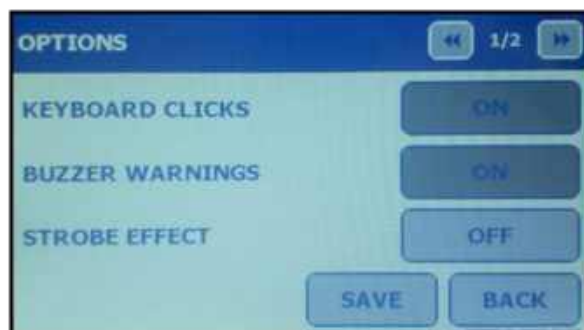 OPTIONS 1/2
KEYBOARD CLICKS ON
BUZZER WARNINGS ON
STROBE EFFECT OFF
SAVE BACK